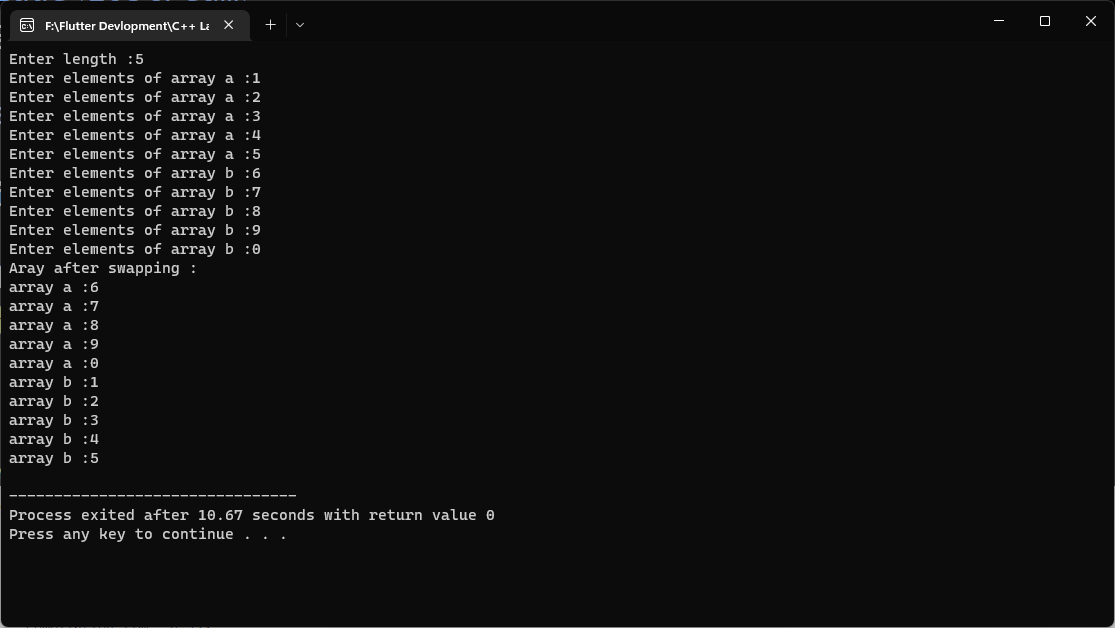 F:\Flutter Devlopment\C++ La
Enter length :5
Enter elements of array a :1
Enter elements of array a :2
Enter elements of array a :3
Enter elements of array a :4
Enter elements of array a :5
Enter elements of array b :6
Enter elements of array b :7
Enter elements of array b :8
Enter elements of array b :9
Enter elements of array b :0
Aray after swapping :
array a :6
array a :7
array a :8
array a :9
array a :0
array b :1
array b :2
array b :3
array b :4
array b :5
--------------------------------
Process exited after 10.67 seconds with return value 0
Press any key to continue . . .